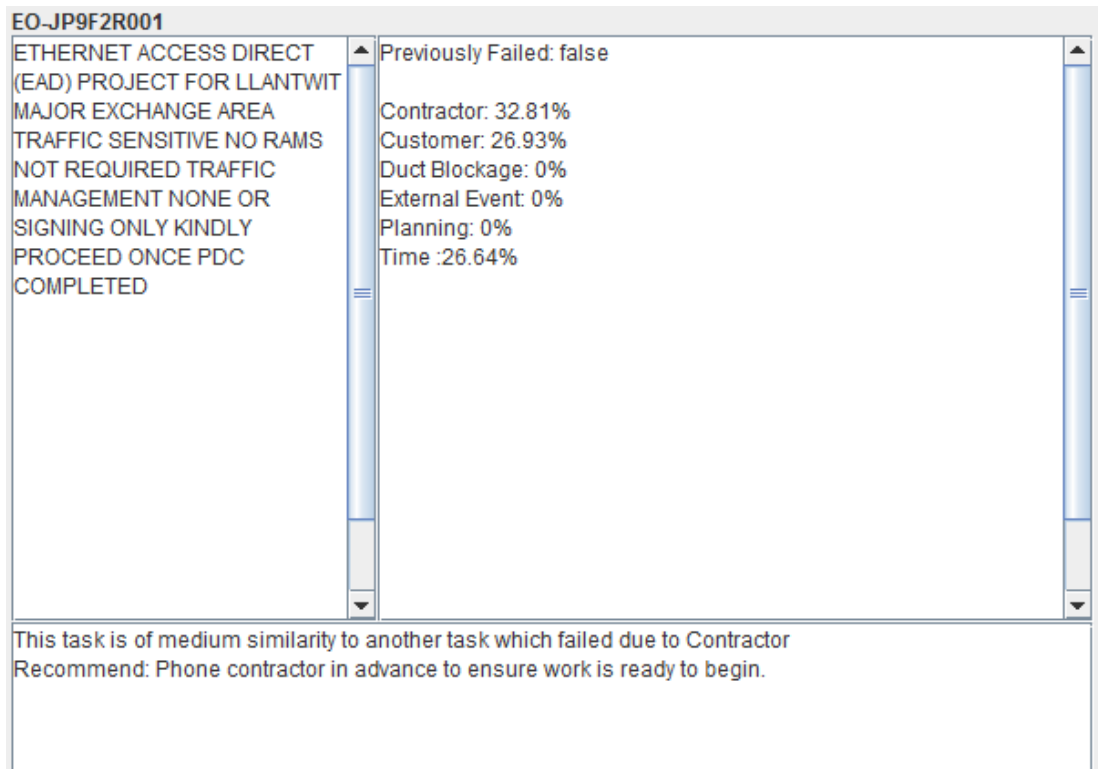 EO-JP9F2R001
ETHERNET ACCESS DIRECT
(EAD) PROJECT FOR LLANTWIT
MAJOR EXCHANGE AREA
TRAFFIC SENSITIVE NO RAMS
NOT REQUIRED TRAFFIC
MANAGEMENT NONE OR
SIGNING ONLY KINDLY
PROCEED ONCE PDC
COMPLETED
Previously Failed: false
Contractor: 32.81%
Customer: 26.93%
Duct Blockage: 0%
External Event: 0%
Planning: 0%
Time :26.64%
This task is of medium similarity to another task which failed due to Contractor
Recommend: Phone contractor in advance to ensure work is ready to begin.